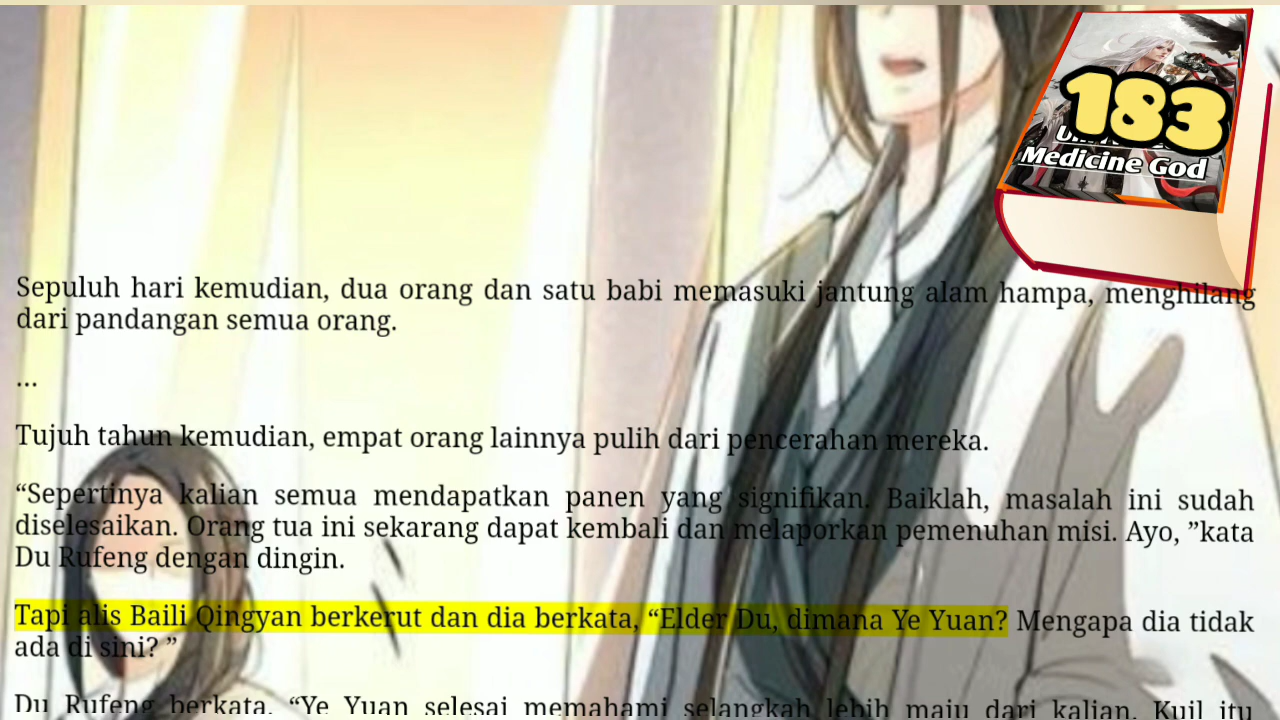 183
Medicine God
Sepuluh hari kemudian, dua orang dan satu babi memasuki jantung alam hampa, menghilang
dari pandangan semua orang.
...
Tujuh tahun kemudian, empat orang lainnya pulih dari pencerahan mereka.
“Sepertinya kalian semua mendapatkan panen yang signifikan. Baiklah, masalah ini sudah
diselesaikan. Orang tua ini sekarang dapat kembali dan melaporkan pemenuhan misi. Ayo, ”kata
Du Rufeng dengan dingin.
Tapi alis Baili Qingyan berkerut dan dia berkata, “Elder Du, dimana Ye Yuan? Mengapa dia tidak
ada di sini? ”
Du Rufeng berkata, “Ye Yuan selesai memahami selangkah lebih maju dari kalian. Kuil itu